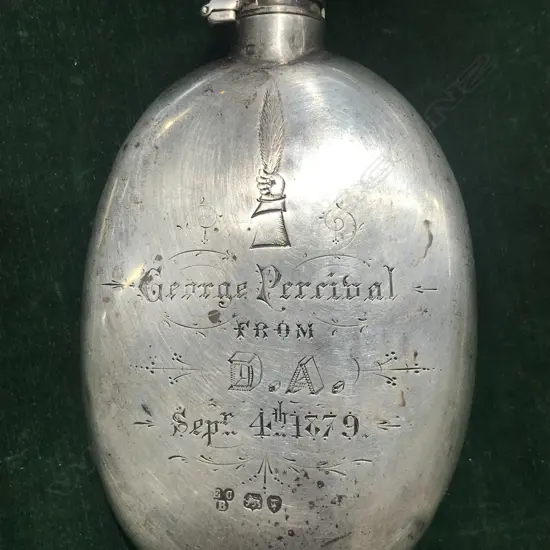 George Percival
FROM
D.A.
Sepr. 4th 1879.